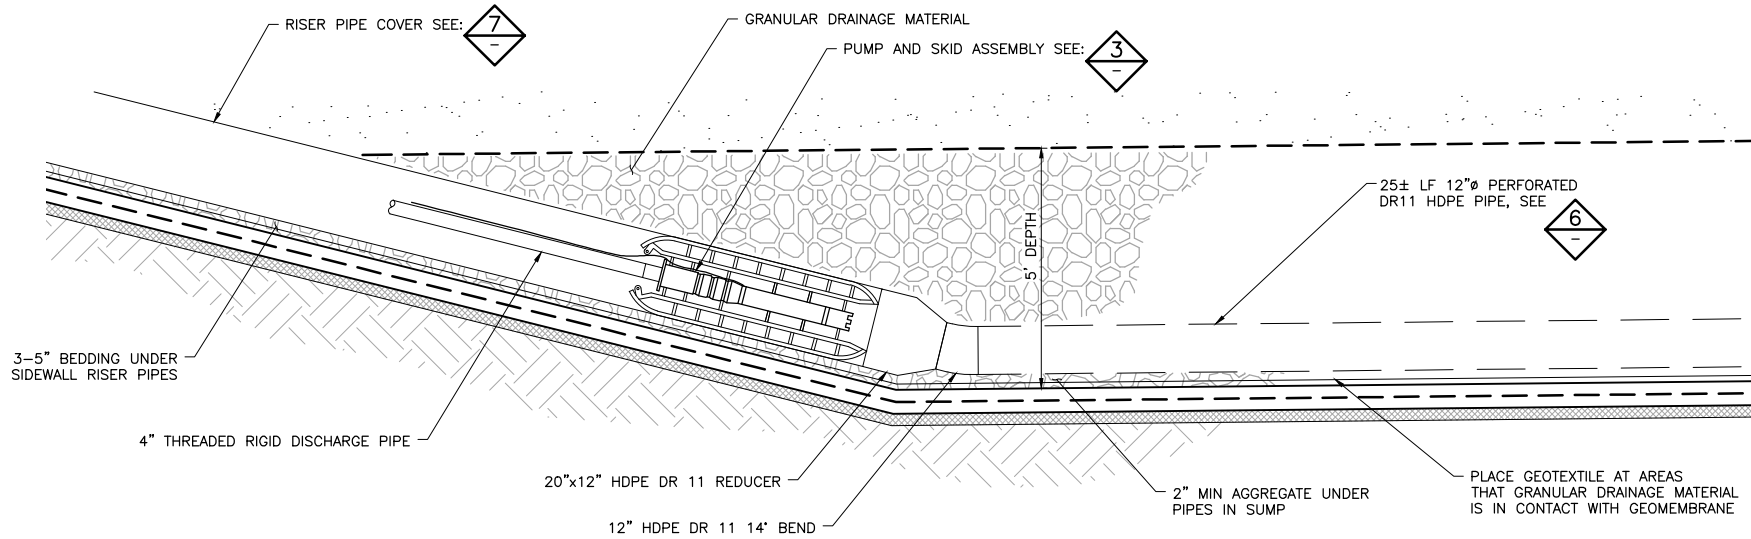 RISER PIPE COVER SEE:
7
-
GRANULAR DRAINAGE MATERIAL
PUMP AND SKID ASSEMBLY SEE:
3
-
25± LF 12"ø PERFORATED
DR11 HDPE PIPE, SEE
6
-
5' DEPTH
3-5" BEDDING UNDER
SIDEWALL RISER PIPES
4" THREADED RIGID DISCHARGE PIPE
20"x12" HDPE DR 11 REDUCER
12" HDPE DR 11 14° BEND
2" MIN AGGREGATE UNDER
PIPES IN SUMP
PLACE GEOTEXTILE AT AREAS
THAT GRANULAR DRAINAGE MATERIAL
IS IN CONTACT WITH GEOMEMBRANE